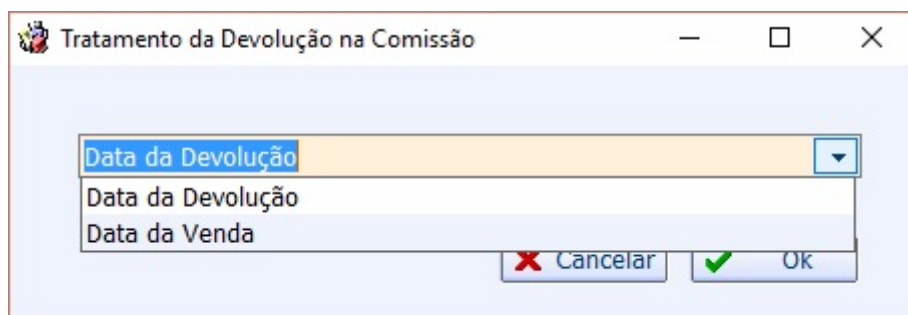 Tratamento da Devolução na Comissão
Data da Devolução
Data da Devolução
Data da Venda
Cancelar Ok